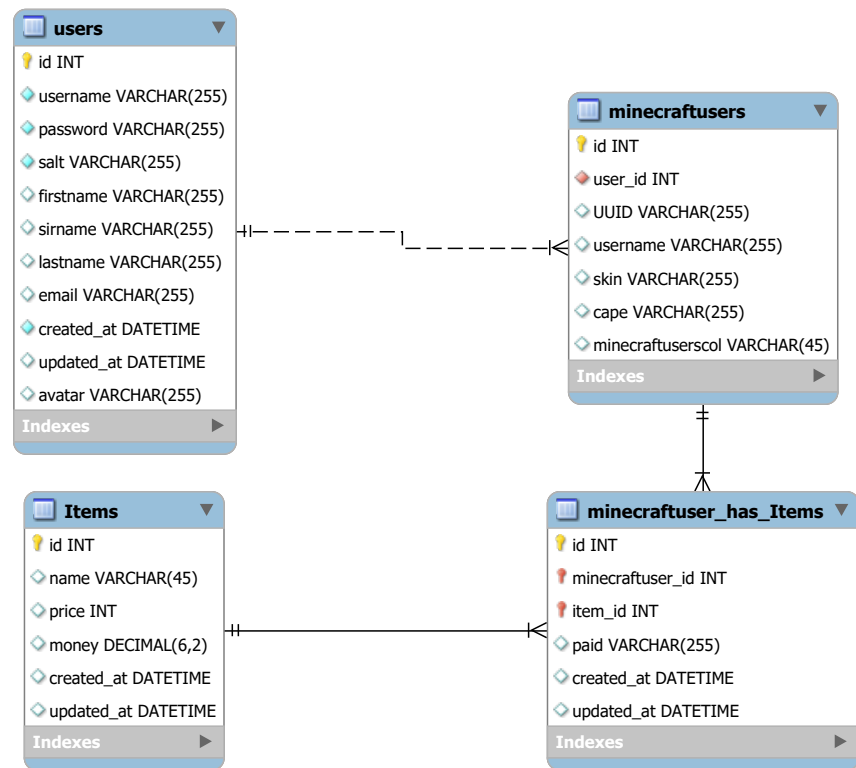 users
id INT
username VARCHAR(255)
password VARCHAR(255)
salt VARCHAR(255)
firstname VARCHAR(255)
sirname VARCHAR(255)
lastname VARCHAR(255)
email VARCHAR(255)
created_at DATETIME
updated_at DATETIME
avatar VARCHAR(255)
Indexes
minecraftusers
id INT
user_id INT
UUID VARCHAR(255)
username VARCHAR(255)
skin VARCHAR(255)
cape VARCHAR(255)
minecraftuserscol VARCHAR(45)
Indexes
Items
id INT
name VARCHAR(45)
price INT
money DECIMAL(6,2)
created_at DATETIME
updated_at DATETIME
Indexes
minecraftuser_has_Items
id INT
minecraftuser_id INT
item_id INT
paid VARCHAR(255)
created_at DATETIME
updated_at DATETIME
Indexes